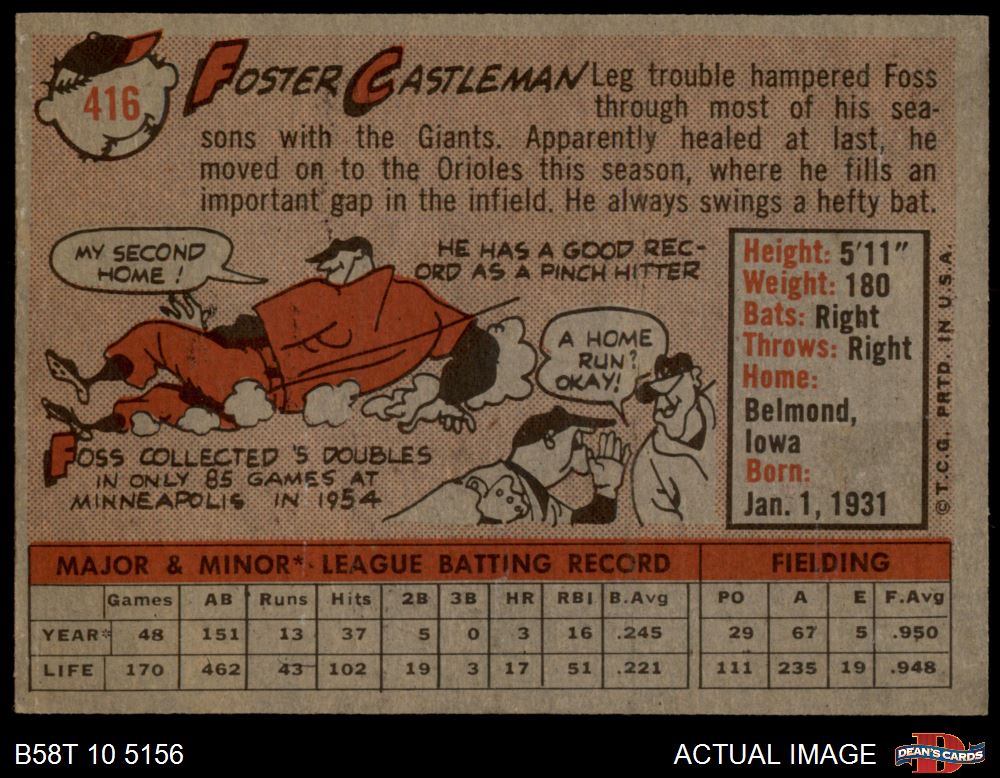 416
FOSTER CASTLEMAN Leg trouble hampered Foss
through most of his sea-
sons with the Giants. Apparently healed at last, he
moved on to the Orioles this season, where he fills an
important gap in the infield. He always swings a hefty bat.
MY SECOND
HOME!
HE HAS A GOOD REC-
ORD AS A PINCH HITTER
A HOME
RUN?
OKAY!
FOSS COLLECTED 'S DOUBLES
IN ONLY 85 GAMES AT
MINNEAPOLIS IN 1954
Height: 5'11"
Weight: 180
Bats: Right
Throws: Right
Home:
Belmond,
Iowa
Born:
Jan. 1, 1931
© T.C.G. PRTD. IN U.S.A.
MAJOR & MINOR* LEAGUE BATTING RECORD FIELDING
Games AB Runs Hits 2B 3B HR RBI B.Avg PO A E F.Avg
YEAR* 48 151 13 37 5 0 3 16 .245 29 67 5 .950
LIFE 170 462 43 102 19 3 17 51 .221 111 235 19 .948
B58T 10 5156 ACTUAL IMAGE DEAN'S CARDS